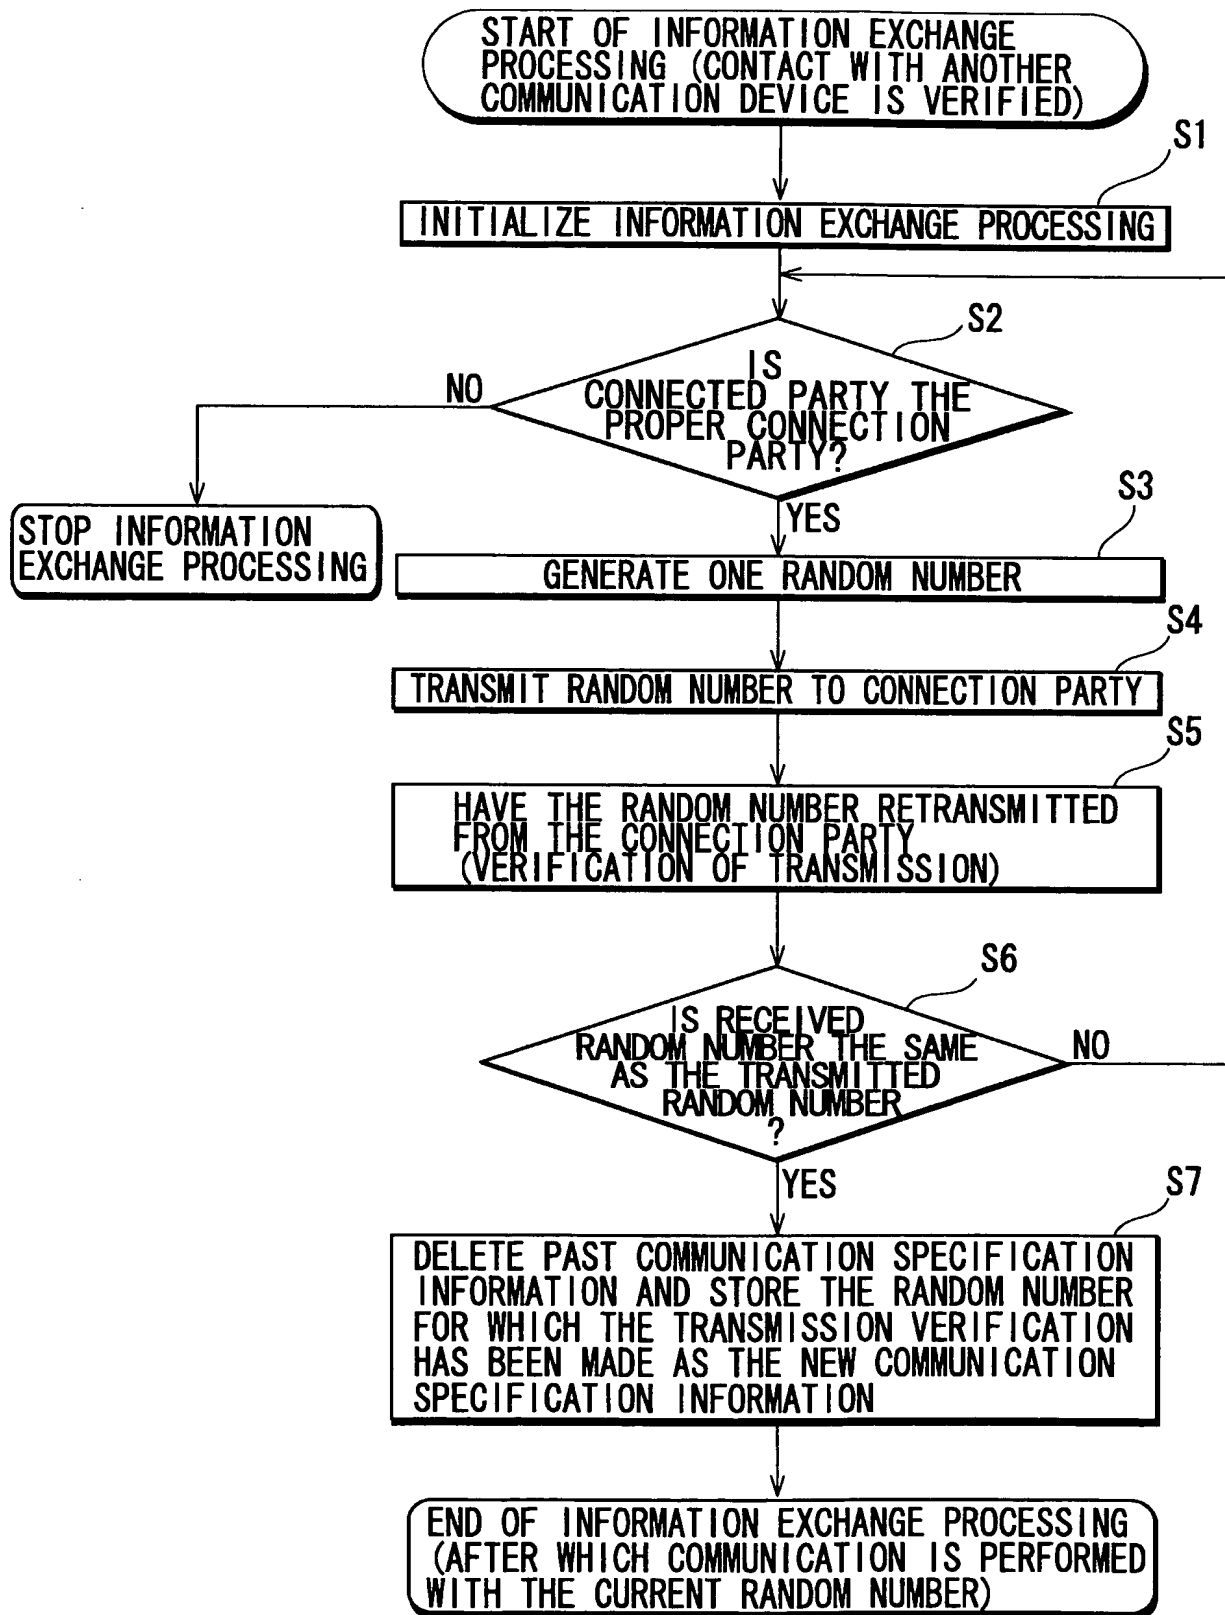 START OF INFORMATION EXCHANGE
PROCESSING (CONTACT WITH ANOTHER
COMMUNICATION DEVICE IS VERIFIED)
S1
INITIALIZE INFORMATION EXCHANGE PROCESSING
S2
IS
CONNECTED PARTY THE
PROPER CONNECTION
PARTY?
NO
YES
STOP INFORMATION
EXCHANGE PROCESSING
S3
GENERATE ONE RANDOM NUMBER
S4
TRANSMIT RANDOM NUMBER TO CONNECTION PARTY
S5
HAVE THE RANDOM NUMBER RETRANSMITTED
FROM THE CONNECTION PARTY
(VERIFICATION OF TRANSMISSION)
S6
IS RECEIVED
RANDOM NUMBER THE SAME
AS THE TRANSMITTED
RANDOM NUMBER
?
NO
YES
S7
DELETE PAST COMMUNICATION SPECIFICATION
INFORMATION AND STORE THE RANDOM NUMBER
FOR WHICH THE TRANSMISSION VERIFICATION
HAS BEEN MADE AS THE NEW COMMUNICATION
SPECIFICATION INFORMATION
END OF INFORMATION EXCHANGE PROCESSING
(AFTER WHICH COMMUNICATION IS PERFORMED
WITH THE CURRENT RANDOM NUMBER)